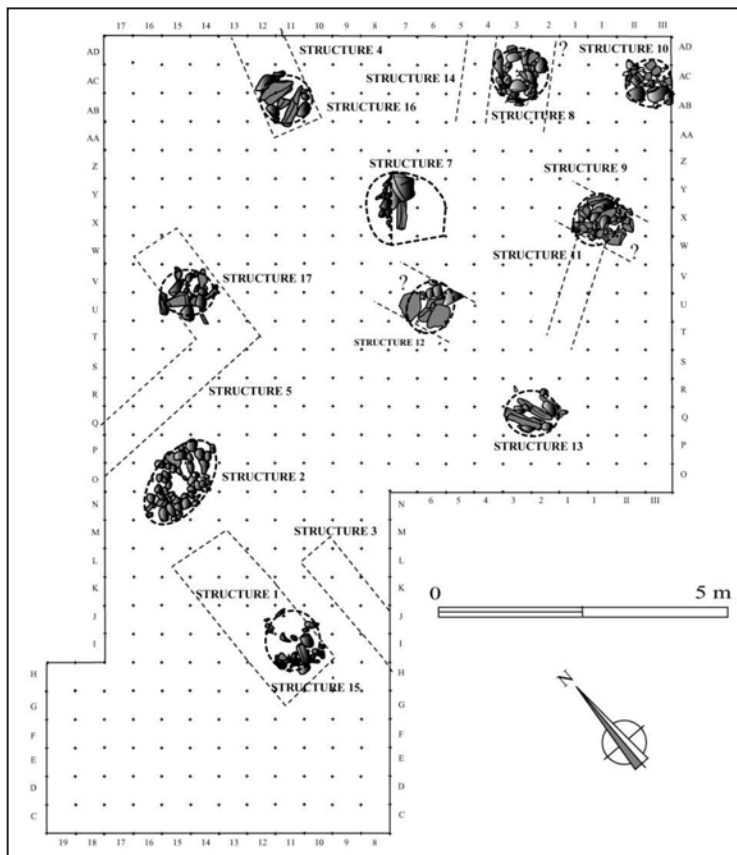 17 16 15 14 13 12 11 10 9 8 7 6 5 4 3 2 1 I II III
AD STRUCTURE 4 ? STRUCTURE 10 AD
AC STRUCTURE 14 AC
AB STRUCTURE 16 STRUCTURE 8 AB
AA AA
Z STRUCTURE 7 STRUCTURE 9 Z
Y Y
X X
W STRUCTURE 11 ? W
V STRUCTURE 17 ? V
U U
T STRUCTURE 12 T
S S
R STRUCTURE 5 R
Q Q
P STRUCTURE 13 P
O STRUCTURE 2 O
N N 6 5 4 3 2 1 I II III
M STRUCTURE 3 M
L L
K STRUCTURE 1 K
0 5 m
J J
I I
H H
STRUCTURE 15
N
G G
F F
E E
D D
C C
19 18 17 16 15 14 13 12 11 10 9 8